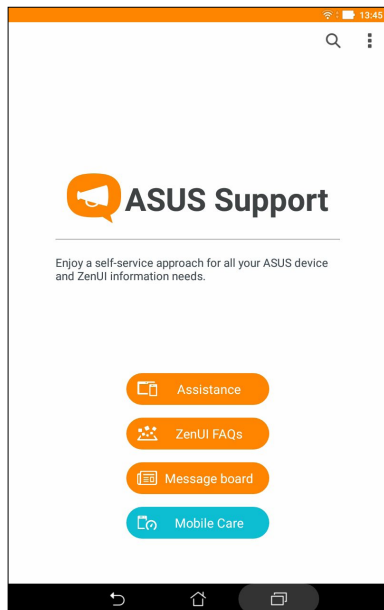 13:45
ASUS Support
Enjoy a self-service approach for all your ASUS device
and ZenUI information needs.
Assistance
ZenUI FAQs
Message board
Mobile Care